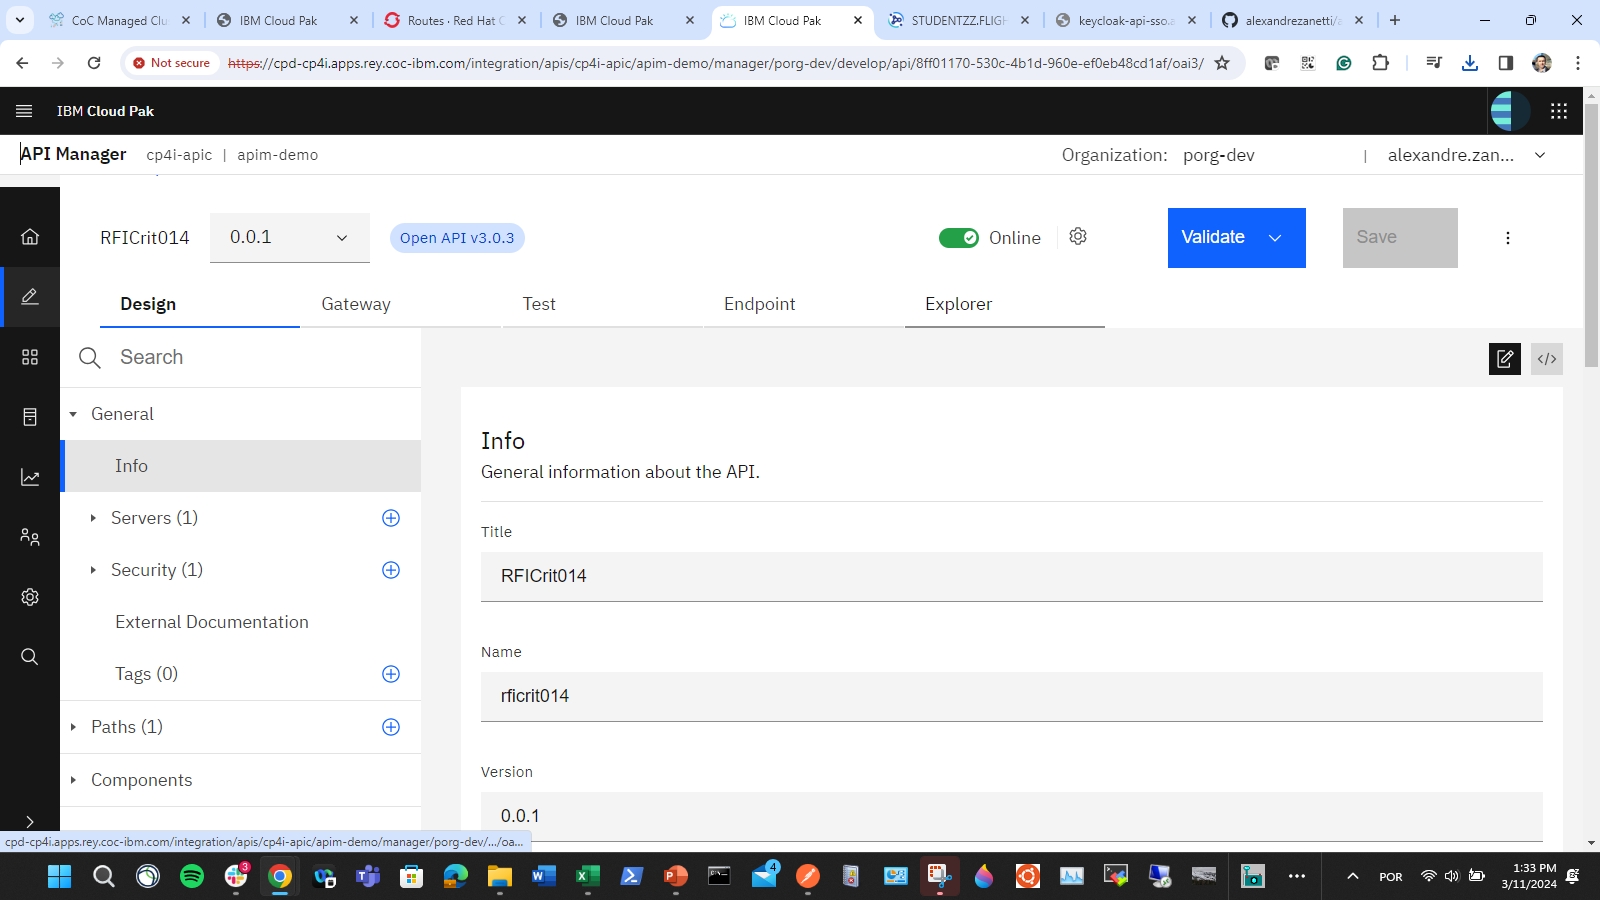 CoC Managed Clu
IBM Cloud Pak
Routes · Red Hat C
IBM Cloud Pak
IBM Cloud Pak
STUDENTZZ.FLIGH
keycloak-api-sso.a
alexandrezanetti/a
Not secure
https://cpd-cp4i.apps.rey.coc-ibm.com/integration/apis/cp4i-apic/apim-demo/manager/porg-dev/develop/api/8ff01170-530c-4b1d-960e-ef0eb48cd1af/oai3/
IBM Cloud Pak
API Manager cp4i-apic | apim-demo
Organization: porg-dev | alexandre.zan...
RFICrit014
0.0.1
Open API v3.0.3
Online
Validate
Save
Design
Gateway
Test
Endpoint
Explorer
Search
</>
General
Info
Servers (1)
Security (1)
External Documentation
Tags (0)
Paths (1)
Components
Info
General information about the API.
Title
RFICrit014
Name
rficrit014
Version
0.0.1
cpd-cp4i.apps.rey.coc-ibm.com/integration/apis/cp4i-apic/apim-demo/manager/porg-dev/.../oa...
3
4
POR
1:33 PM
3/11/2024